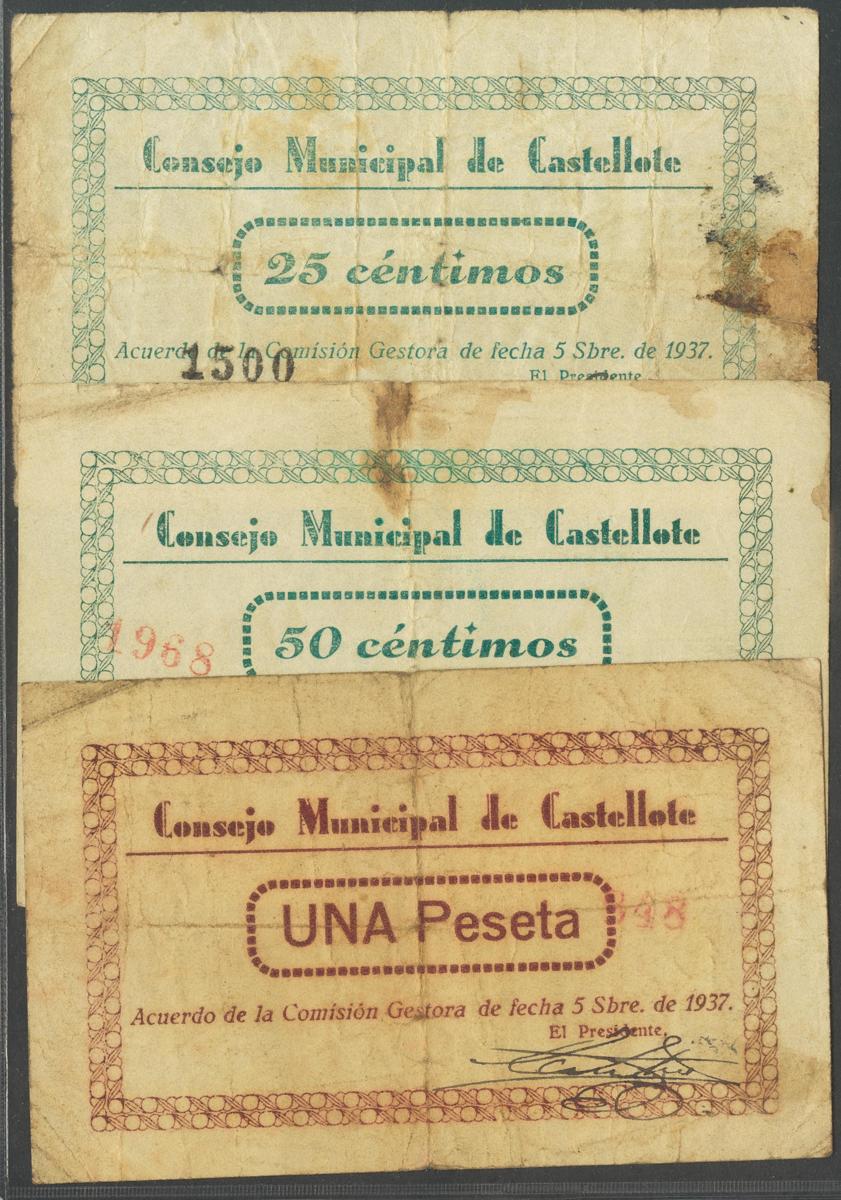 Consejo Municipal de Castellote
25 céntimos
Acuerdo de la Comisión Gestora de fecha 5 Sbre. de 1937.
1500
El Presidente
Consejo Municipal de Castellote
1968
50 céntimos
Consejo Municipal de Castellote
UNA Peseta
Acuerdo de la Comisión Gestora de fecha 5 Sbre. de 1937.
El Presidente,